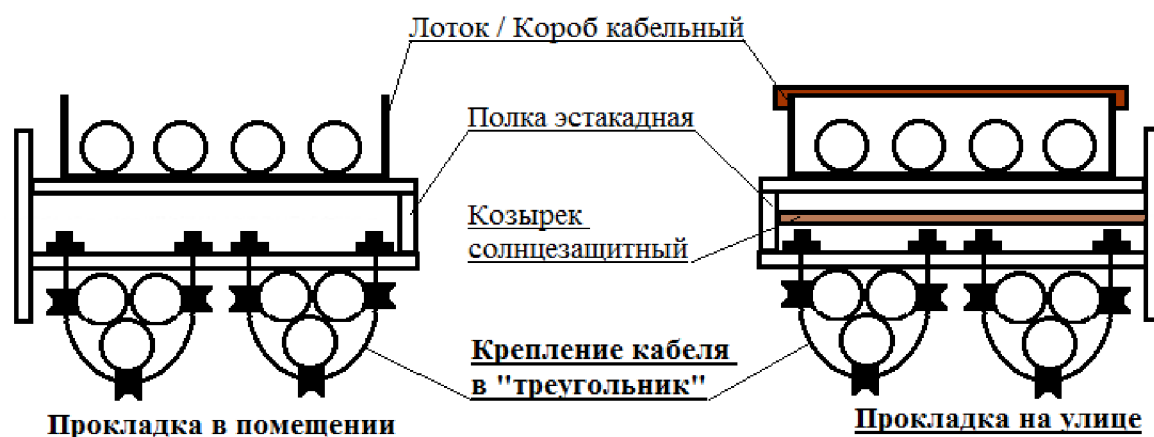 Лоток / Короб кабельный
Полка эстакадная
Козырек
солнцезащитный
Крепление кабеля
в "треугольник"
Прокладка в помещении
Прокладка на улице